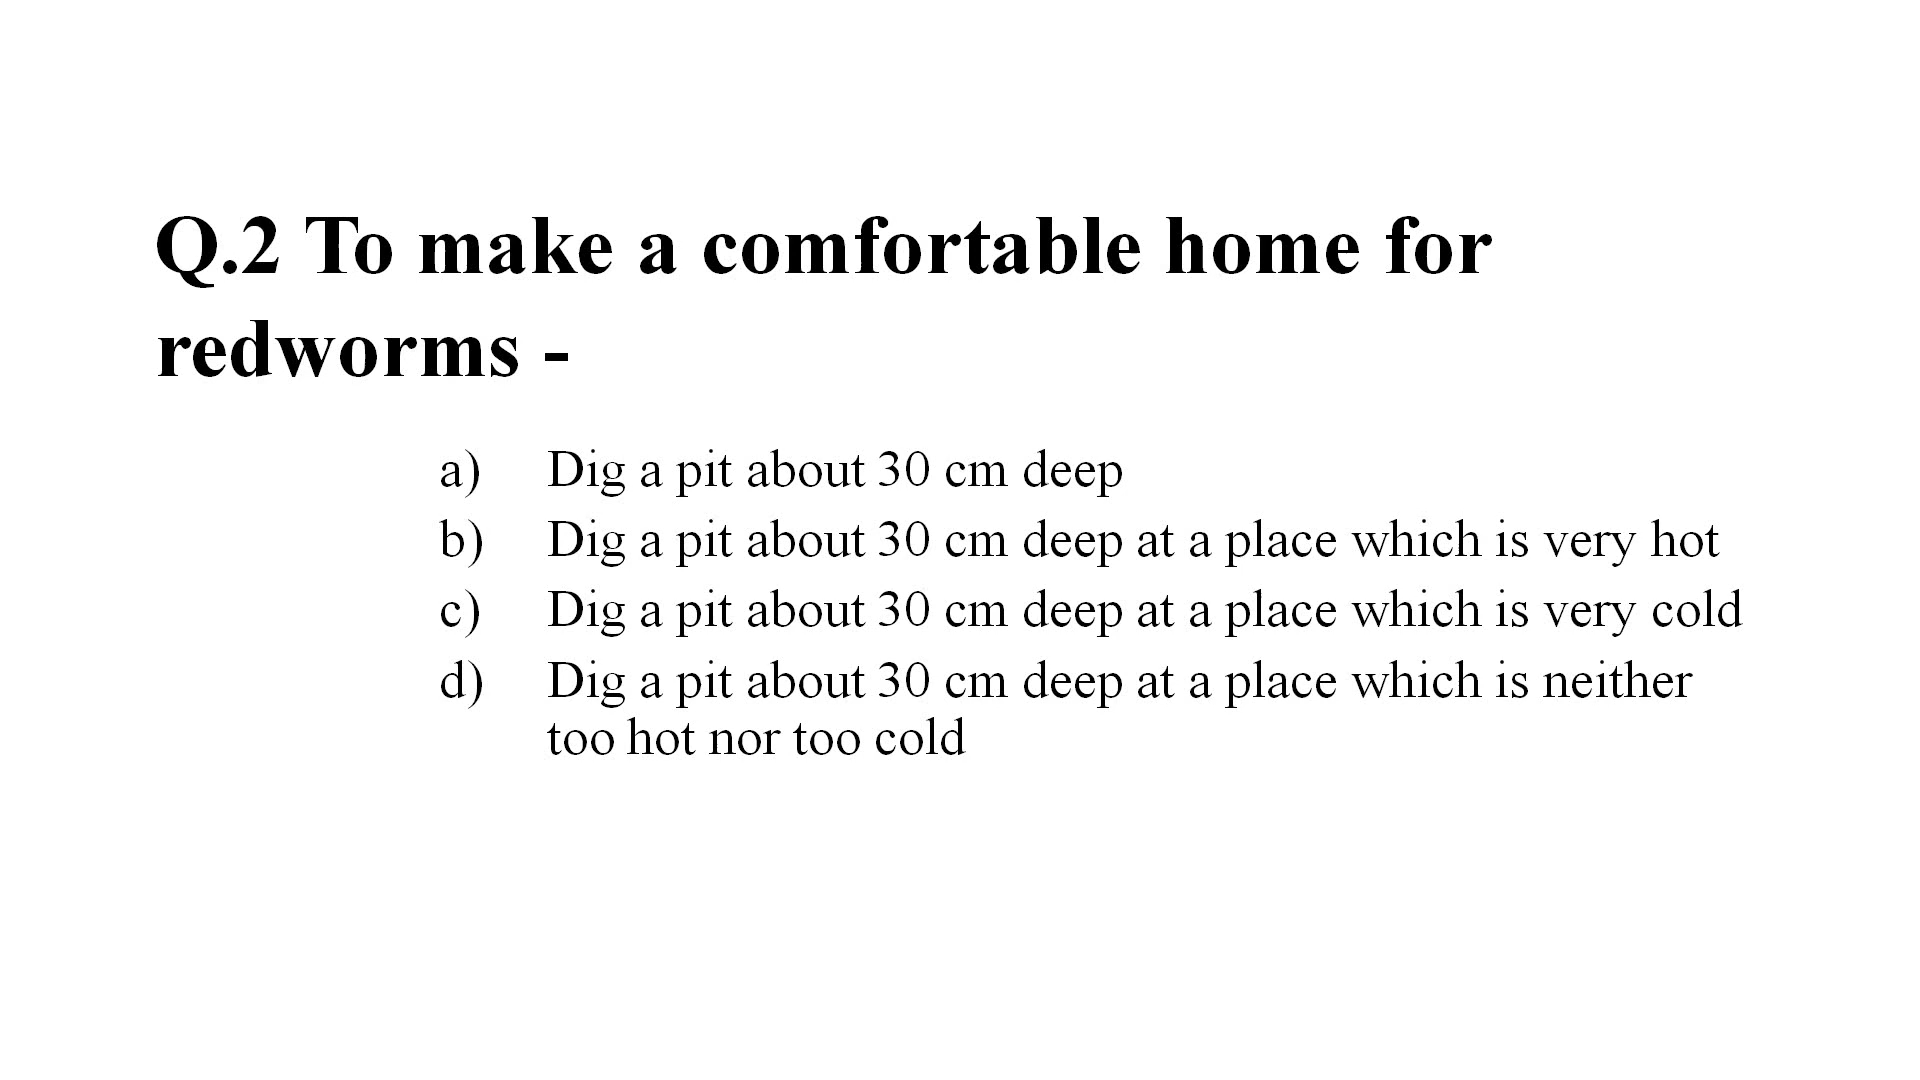 Q.2 To make a comfortable home for
redworms -
a) Dig a pit about 30 cm deep
b) Dig a pit about 30 cm deep at a place which is very hot
c) Dig a pit about 30 cm deep at a place which is very cold
d) Dig a pit about 30 cm deep at a place which is neither
too hot nor too cold